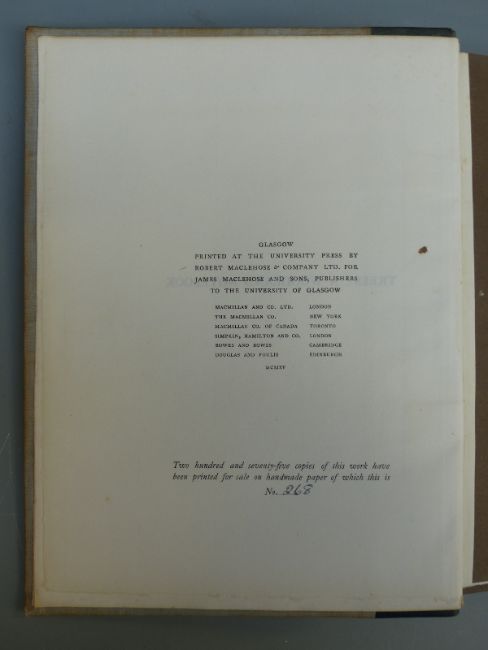 GLASGOW
PRINTED AT THE UNIVERSITY PRESS BY
ROBERT MACLEHOSE & COMPANY LTD. FOR
JAMES MACLEHOSE AND SONS, PUBLISHERS
TO THE UNIVERSITY OF GLASGOW
MACMILLAN AND CO. LTD. LONDON
THE MACMILLAN CO. NEW YORK
MACMILLAN CO. OF CANADA TORONTO
SIMPKIN, HAMILTON AND CO. LONDON
BOWES AND BOWES CAMBRIDGE
DOUGLAS AND FOULIS EDINBURGH
MCMXV
Two hundred and seventy-five copies of this work have
been printed for sale on handmade paper of which this is
No. 268